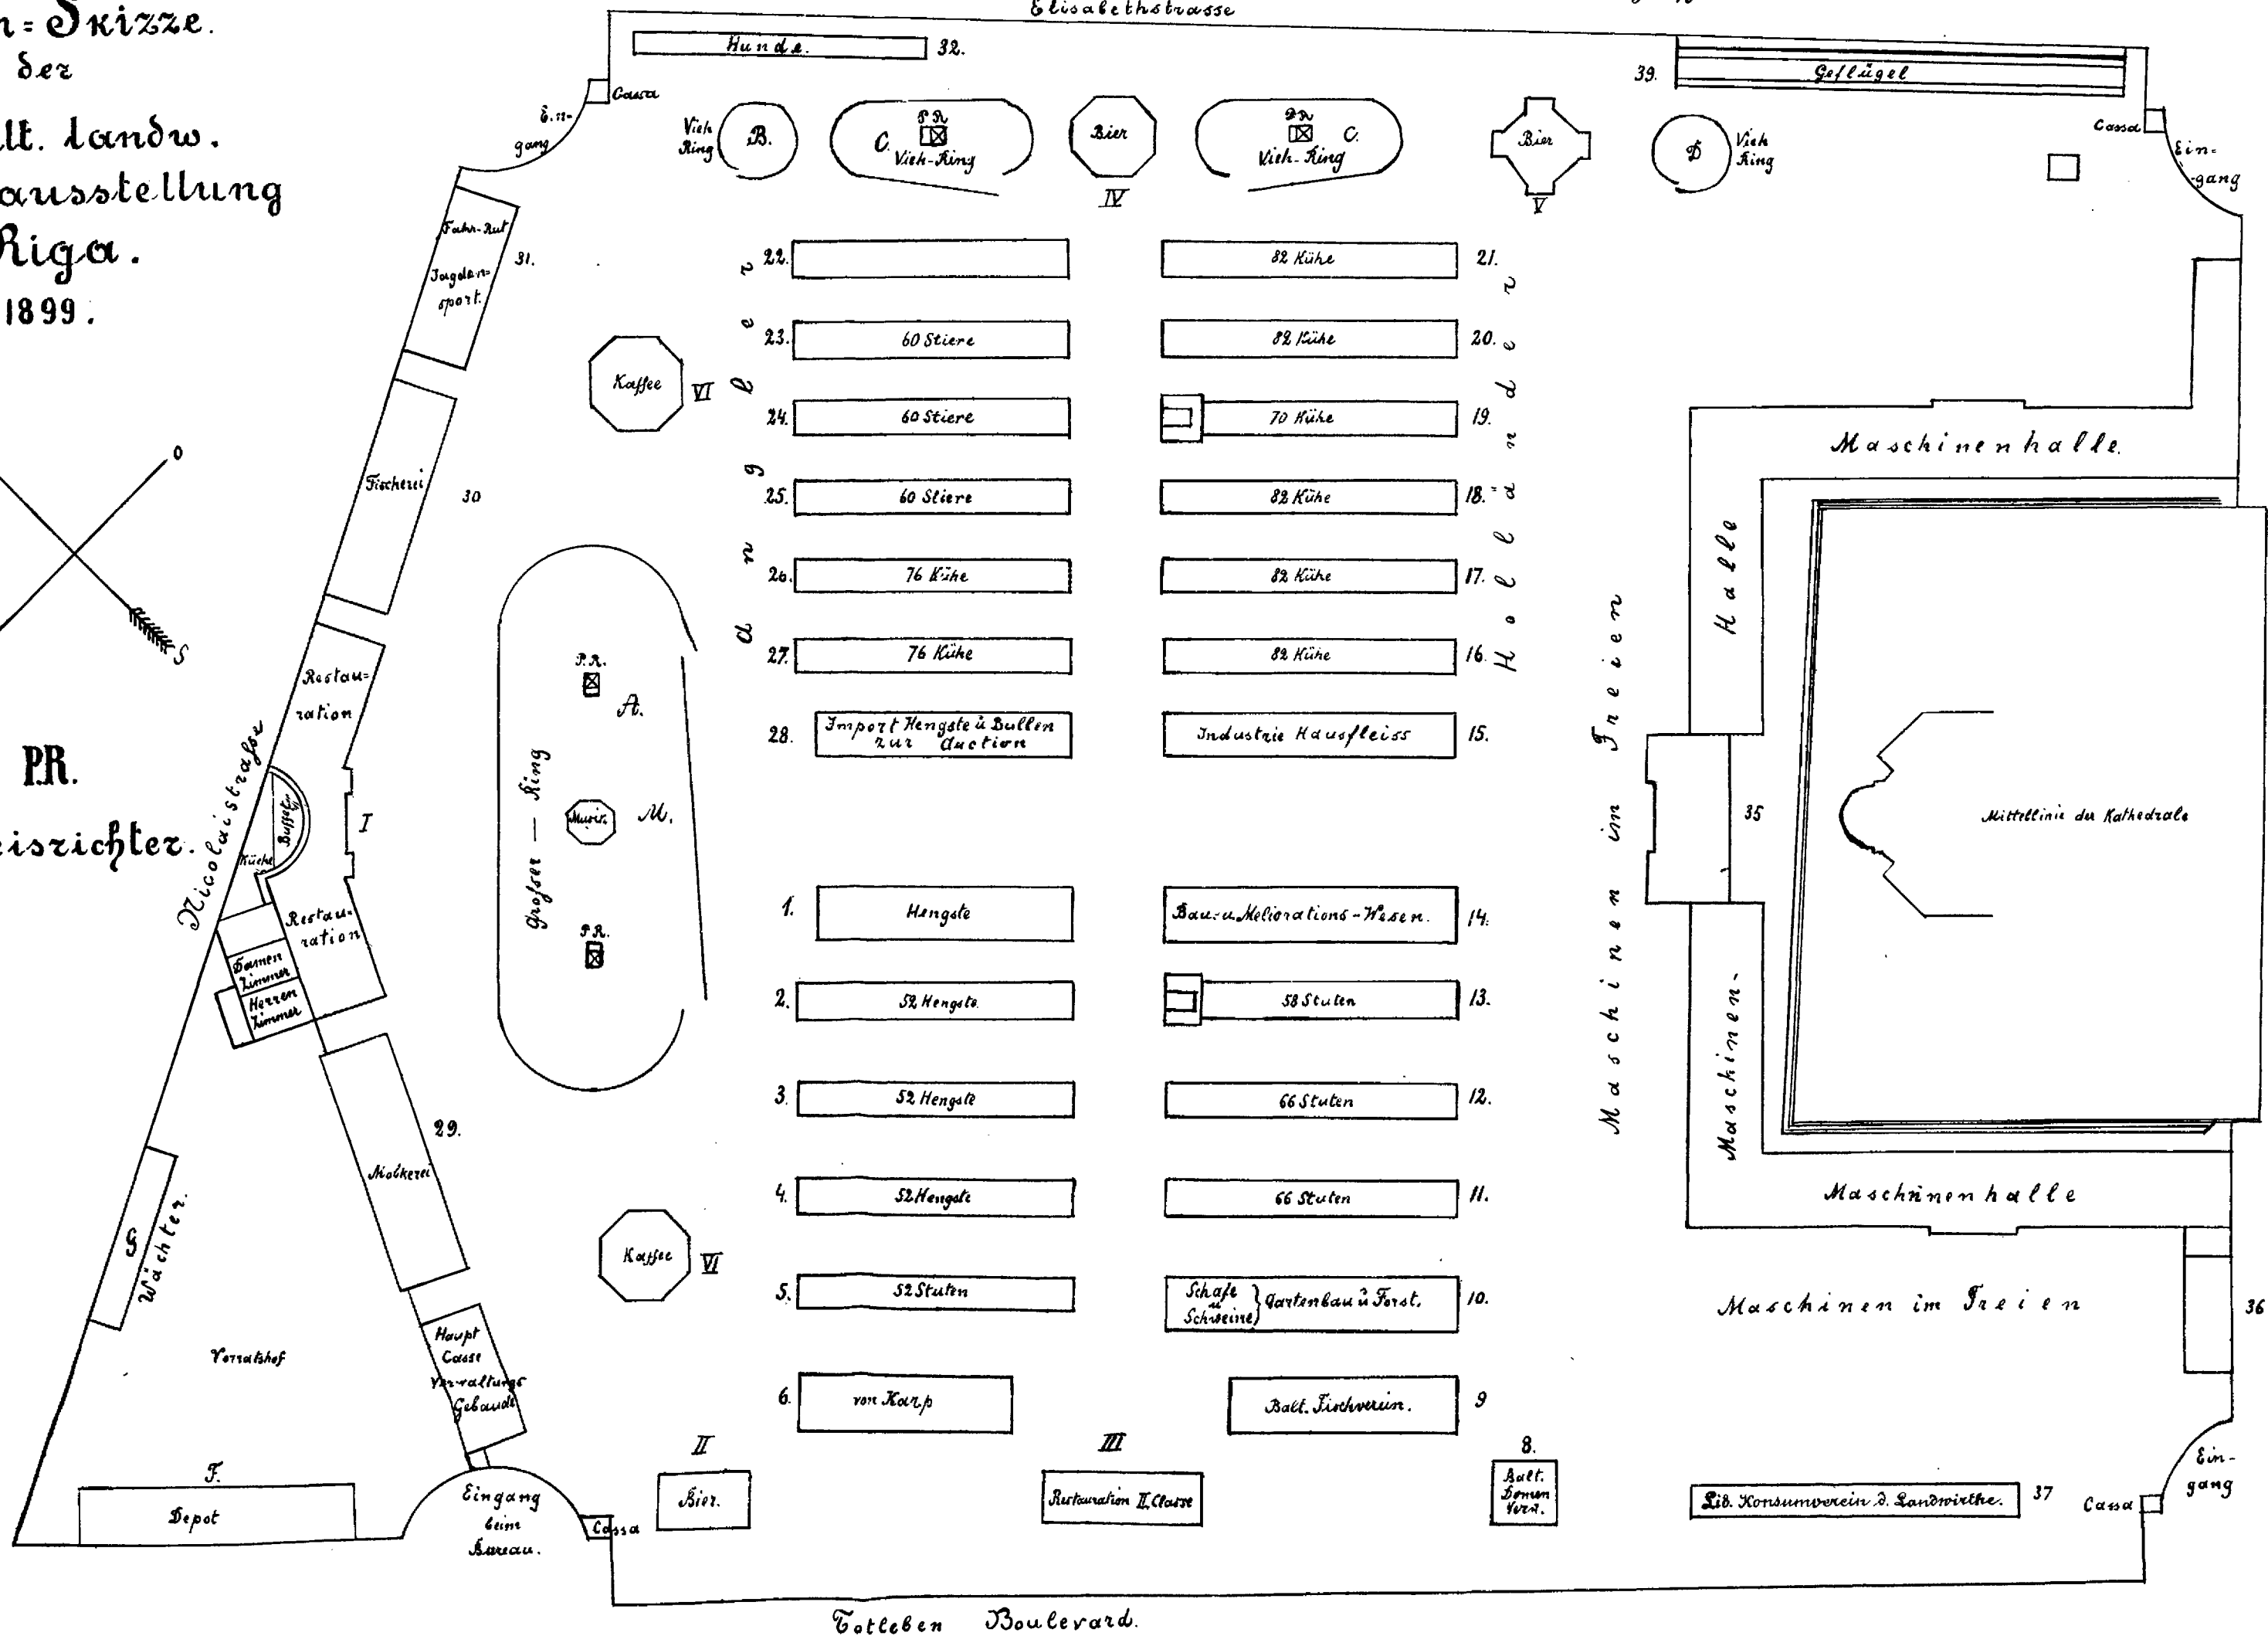 n = Skizze.
der
lt. landw.
ausstellung
Riga.
1899.
O
S
P.R.
eisrichter.
Elisabethstrasse
Hunde.
32.
39.
Geflügel
Cassa
Ein-
gang
Vieh
Ring
B.
P R
C.
Vieh-Ring
Bier
IV
P R
C.
Vieh-Ring
Bier
V
D
Vieh
Ring
Cassa
Ein=
-gang
Jagd u=
sport.
31.
Kaffee
VI
Angler
22.
82 Kühe
21.
23.
60 Stiere
82 Kühe
20.
24.
60 Stiere
70 Kühe
19.
25.
60 Stiere
82 Kühe
18.
26.
76 Kühe
82 Kühe
17.
27.
76 Kühe
82 Kühe
16.
Holländer
28.
Import Hengste u Bullen
zur Auction
Industrie Hausfleiss
15.
Fischerei
30
Restau=
ration
Nicolaistraße
Buffet
Küche
I
Restau-
ration
Damen
Zimmer
Herren
Zimmer
Großer — Ring
P.R.
A.
Musik.
M.
P.R.
1.
Hengste
Bau- u Meliorations-Wesen.
14.
2.
52 Hengste
58 Stuten
13.
3.
52 Hengste
66 Stuten
12.
4.
52 Hengste
66 Stuten
11.
5.
52 Stuten
Schafe
u
Schweine
Gartenbau u Forst.
10.
6.
von Karp
Balt. Fischverein.
9
Maschinen im Freien
Maschinenhalle.
Halle
35
Mittellinie der Kathedrale
Maschinen-
Maschinenhalle
Maschinen im Freien
36
29.
Molkerei
Kaffee
VI
G
Wächter.
Vorratshof
Haupt
Casse
Verwaltungs
Gebäude
F.
Depot
Eingang
beim
Bureau.
Cassa
II
Bier.
III
Restauration II. Classe
8.
Balt.
Domen
Verw.
Liv. Konsumverein d. Landwirthe.
37
Cassa
Ein-
gang
Totleben Boulevard.